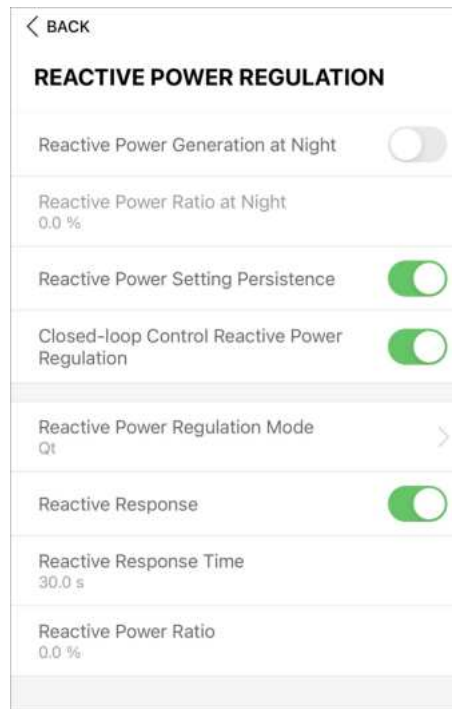 BACK
REACTIVE POWER REGULATION
Reactive Power Generation at Night
Reactive Power Ratio at Night
0.0 %
Reactive Power Setting Persistence
Closed-loop Control Reactive Power
Regulation
Reactive Power Regulation Mode
Qt
Reactive Response
Reactive Response Time
30.0 s
Reactive Power Ratio
0.0 %